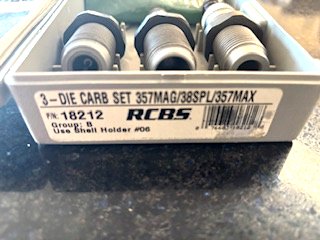 3-DIE CARB SET 357MAG/38SPL/357MAX
P/N: 18212 RCBS
Group: B
Use Shell Holder #06